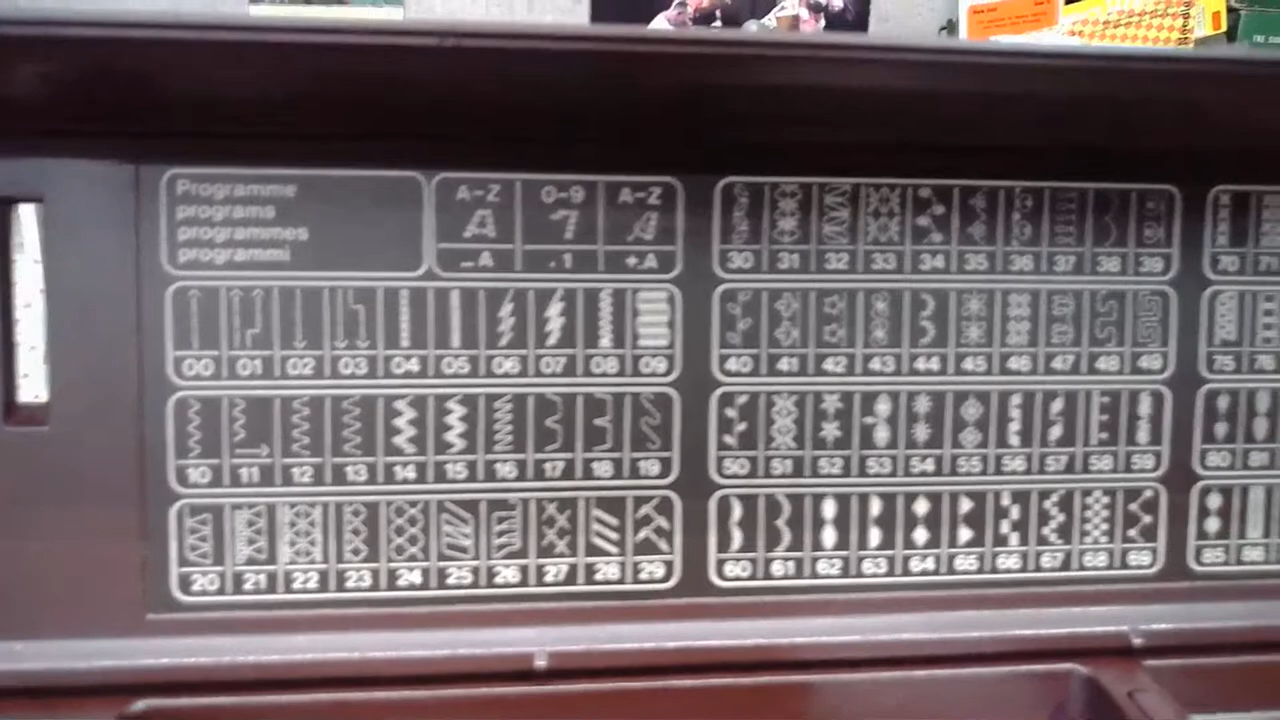 Programme
programs
programmes
programmi
A-Z 0-9 A-Z
A 7 A
-A .1 +A
00 01 02 03 04 05 06 07 08 09
10 11 12 13 14 15 16 17 18 19
20 21 22 23 24 25 26 27 28 29
30 31 32 33 34 35 36 37 38 39
40 41 42 43 44 45 46 47 48 49
50 51 52 53 54 55 56 57 58 59
60 61 62 63 64 65 66 67 68 69
70 71
75 76
80 81
85 86
Needle